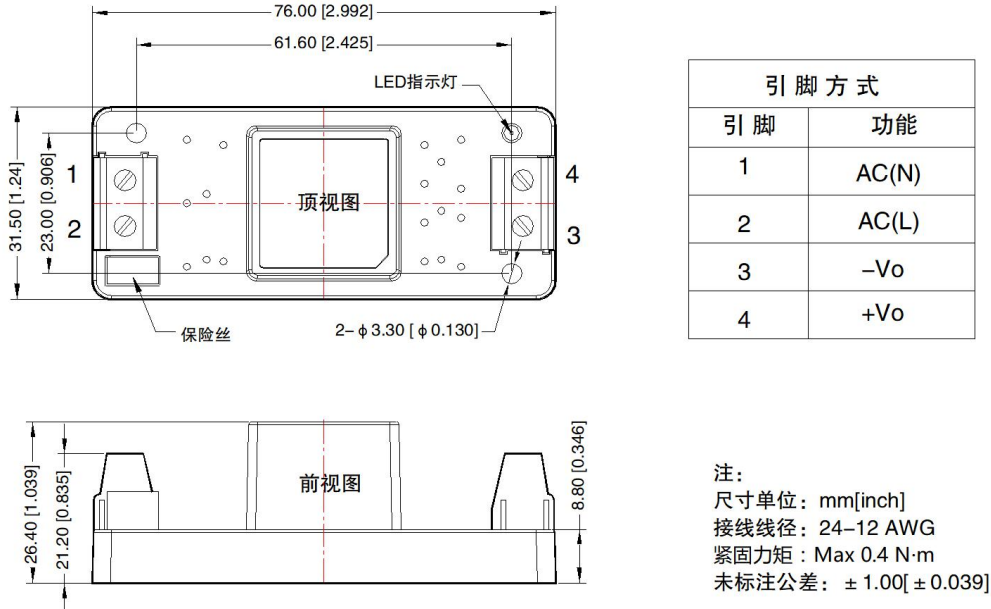 76.00 [2.992]
61.60 [2.425]
LED指示灯
31.50 [1.24]
23.00 [0.906]
1
2
顶视图
4
3
保险丝
2–φ3.30 [φ0.130]
引脚方式
引脚 功能
1 AC(N)
2 AC(L)
3 –Vo
4 +Vo
26.40 [1.039]
21.20 [0.835]
前视图
8.80 [0.346]
注:
尺寸单位: mm[inch]
接线线径: 24–12 AWG
紧固力矩: Max 0.4 N·m
未标注公差: ±1.00[±0.039]